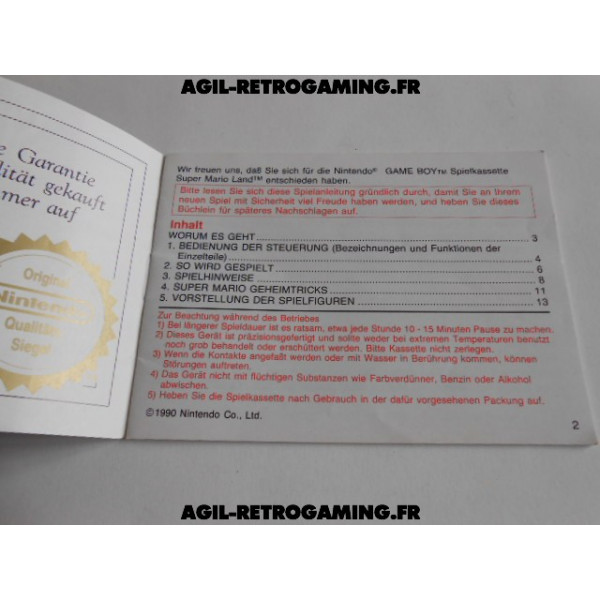 AGIL-RETROGAMING.FR
Garantie
lität gekauft
mer auf
Nintendo
Qualitäts
Siegel
Wir freuen uns, daß Sie sich für die Nintendo® GAME BOY™ Spielkassette
Super Mario Land™ entschieden haben.
Bitte lesen Sie sich diese Spielanleitung gründlich durch, damit Sie an Ihrem
neuen Spiel mit Sicherheit viel Freude haben werden, und heben Sie dieses
Büchlein für späteres Nachschlagen auf.
Inhalt
WORUM ES GEHT 3
1. BEDIENUNG DER STEUERUNG (Bezeichnungen und Funktionen der
Einzelteile) 4
2. SO WIRD GESPIELT 6
3. SPIELHINWEISE 8
4. SUPER MARIO GEHEIMTRICKS 11
5. VORSTELLUNG DER SPIELFIGUREN 13
Zur Beachtung während des Betriebes
1) Bei längerer Spieldauer ist es ratsam, etwa jede Stunde 10 - 15 Minuten Pause zu machen.
2) Dieses Gerät ist präzisionsgefertigt und sollte weder bei extremen Temperaturen benutzt
noch grob behandelt oder erschüttert werden. Bitte Kassette nicht zerlegen.
3) Wenn die Kontakte angefaßt werden oder mit Wasser in Berührung kommen, können
Störungen auftreten.
4) Das Gerät nicht mit flüchtigen Substanzen wie Farbverdünner, Benzin oder Alkohol
abwischen.
5) Heben Sie die Spielkassette nach Gebrauch in der dafür vorgesehenen Packung auf.
©1990 Nintendo Co., Ltd.
2
AGIL-RETROGAMING.FR